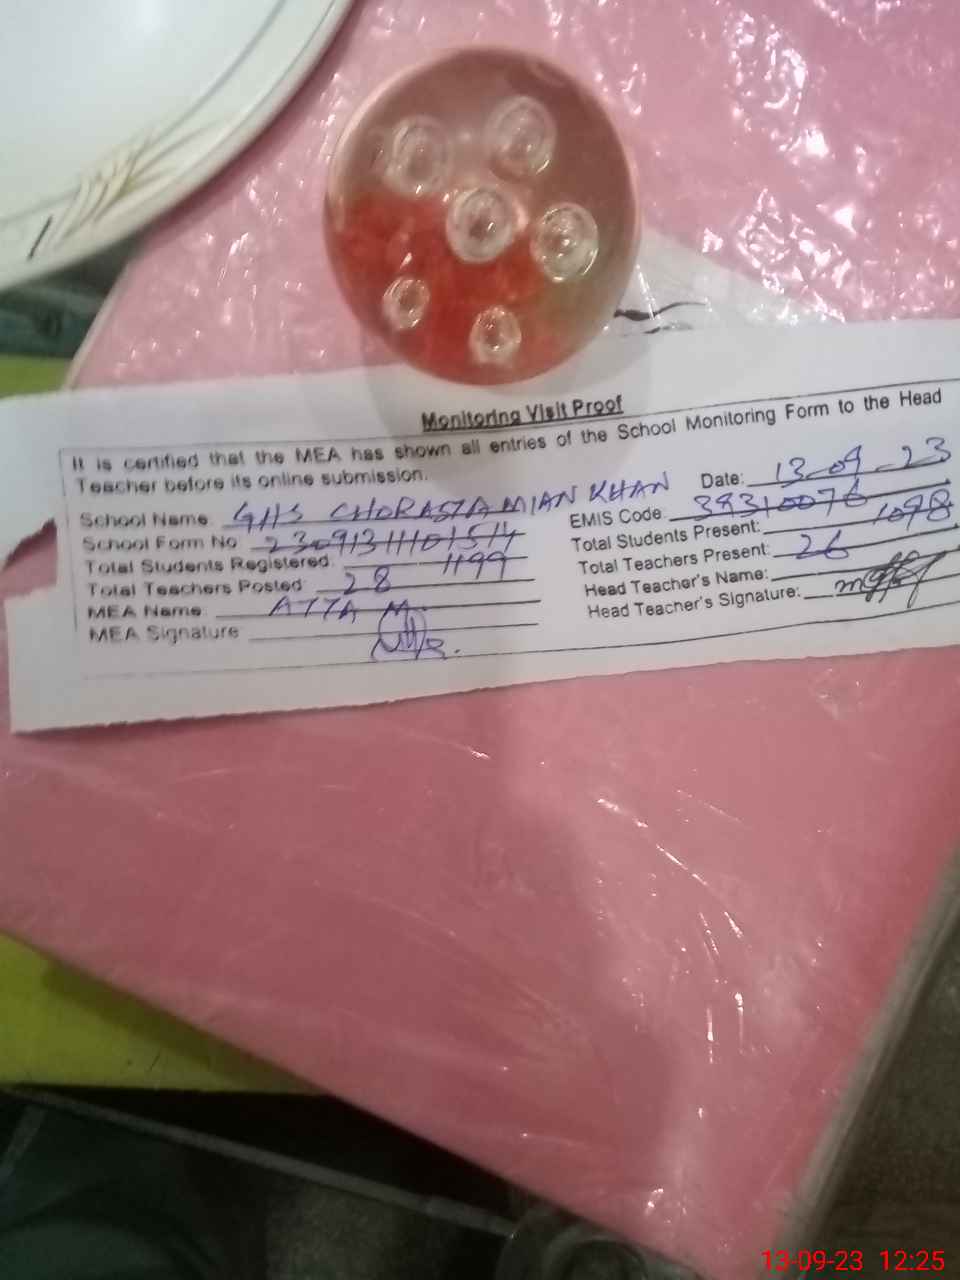 Monitoring Visit Proof
It is certified that the MEA has shown all entries of the School Monitoring Form to the Head
Teacher before its online submission.
Date: 13-09-23
School Name: GHS CHORASTA MIAN KHAN
EMIS Code: 39310076
School Form No 230913111101514
Total Students Present: 1098
Total Students Registered: 1199
Total Teachers Present: 26
Total Teachers Posted: 28
Head Teacher's Name:
MEA Name: ATTA M.
Head Teacher's Signature:
MEA Signature
13-09-23 12:25